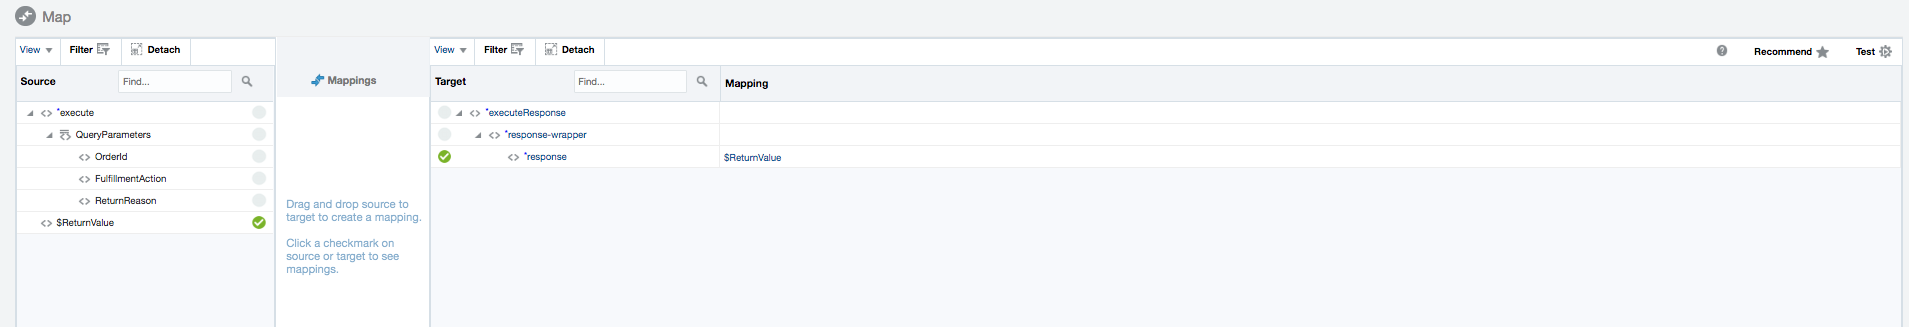 Map
View Filter Detach
View Filter Detach Recommend Test
Source Find...
Mappings
Target Find... Mapping
<> *execute
QueryParameters
<> OrderId
<> FulfillmentAction
<> ReturnReason
<> $ReturnValue
Drag and drop source to
target to create a mapping.
Click a checkmark on
source or target to see
mappings.
<> *executeResponse
<> *response-wrapper
<> *response $ReturnValue